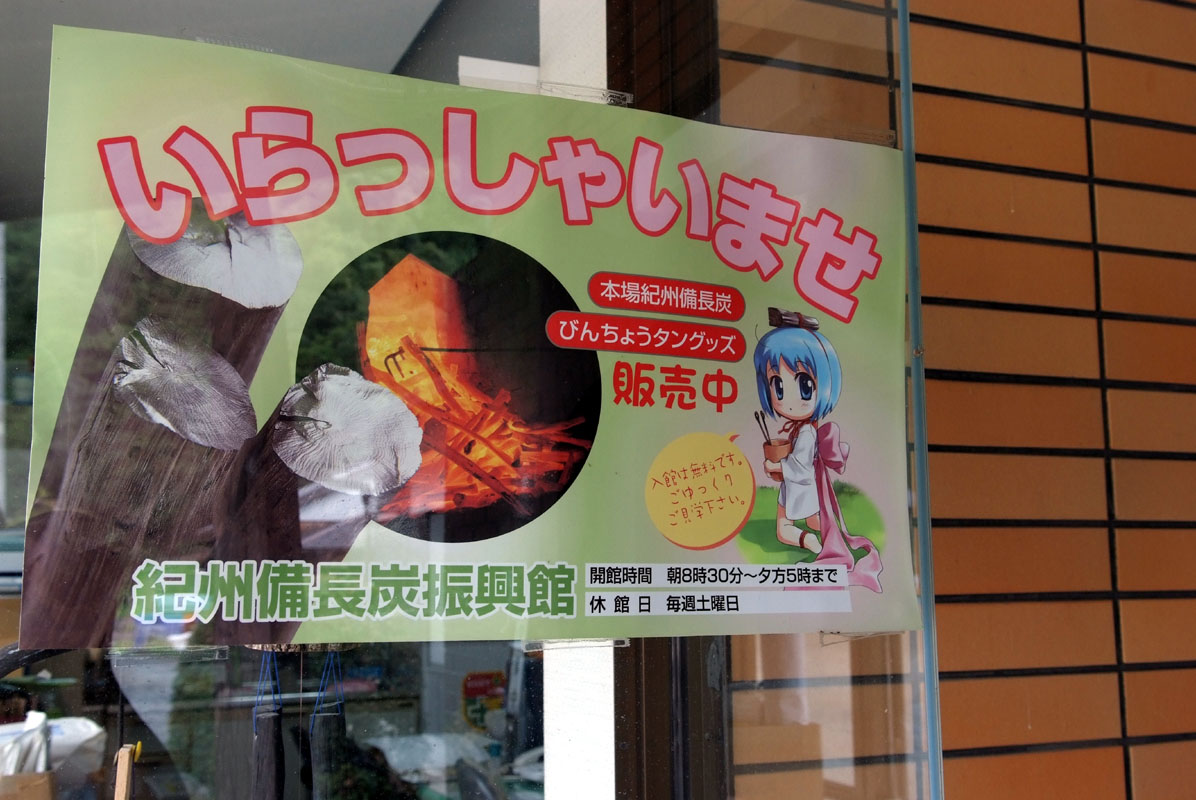 いらっしゃいませ
本場紀州備長炭
びんちょうタングッズ
販売中
入館は無料です。
ごゆっくり
ご見学下さい。
紀州備長炭振興館
開館時間 朝8時30分～夕方5時まで
休館日 毎週土曜日